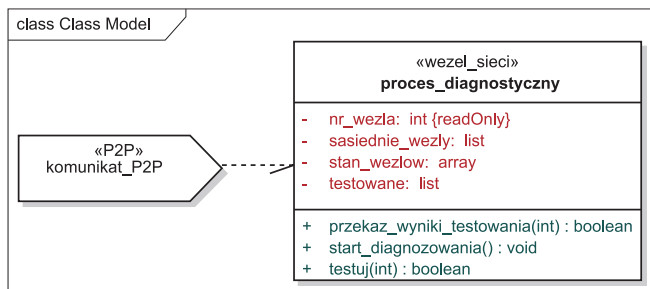 class Class Model
«wezel_sieci»
proces_diagnostyczny
- nr_wezla: int {readOnly}
- sasiednie_wezly: list
- stan_wezlow: array
- testowane: list
«P2P»
komunikat_P2P
+ przekaz_wyniki_testowania(int) : boolean
+ start_diagnozowania() : void
+ testuj(int) : boolean